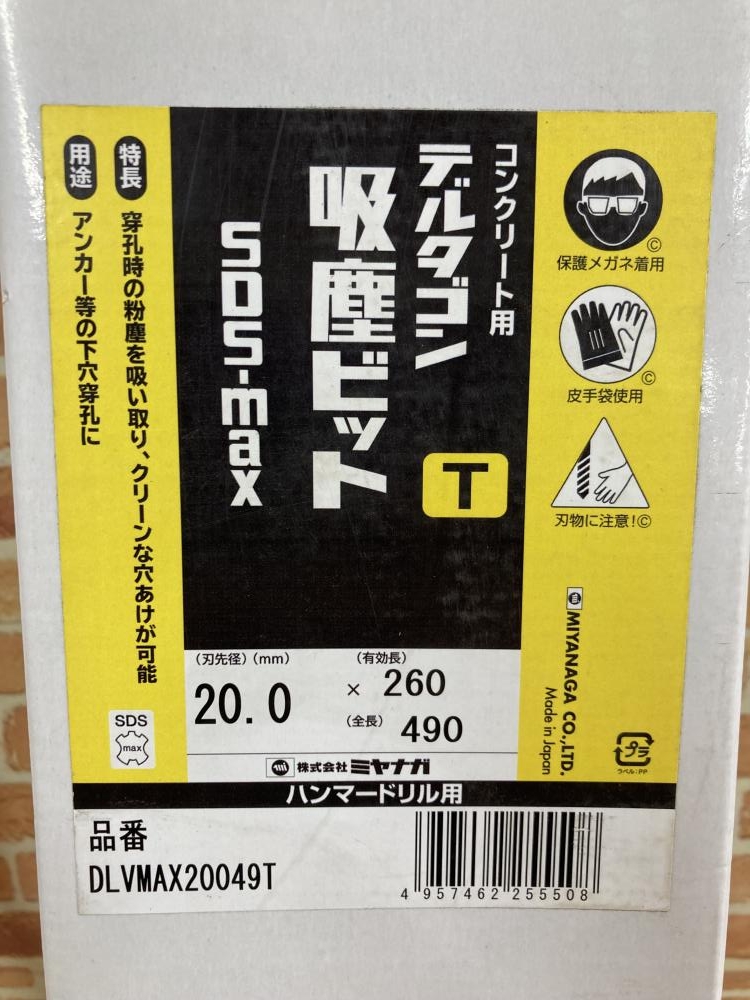 コンクリート用
デルタゴン
T
吸塵ビット
SDS-max
特長
穿孔時の粉塵を吸い取り、クリーンな穴あけが可能
用途
アンカー等の下穴穿孔に
SDS
max
©
保護メガネ着用
©
皮手袋使用
刃物に注意!©
MIYANAGA CO.,LTD.
Made in Japan
プラ
ラベル:PP
(刃先径)(mm) (有効長)
20.0 × 260
(全長) 490
株式会社ミヤナガ
ハンマードリル用
品番
DLVMAX20049T
4 957462 255508